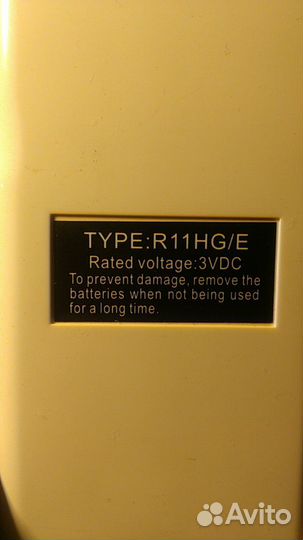 TYPE:R11HG/E
Rated voltage:3VDC
To prevent damage, remove the
batteries when not being used
for a long time.
Avito